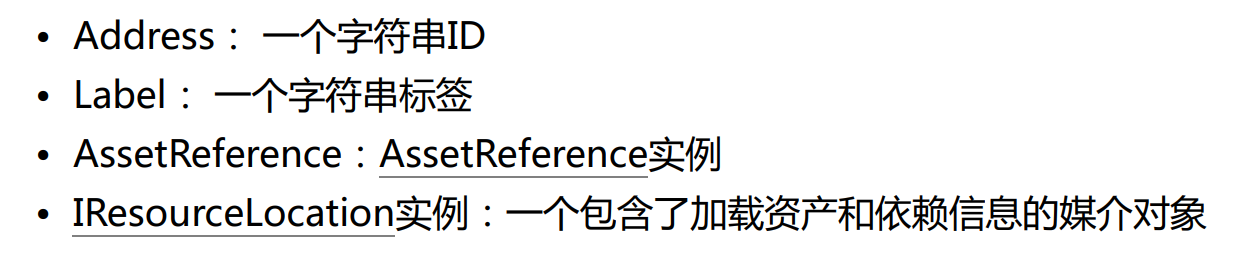 • Address： 一个字符串ID
• Label： 一个字符串标签
• AssetReference：AssetReference实例
• IResourceLocation实例：一个包含了加载资产和依赖信息的媒介对象